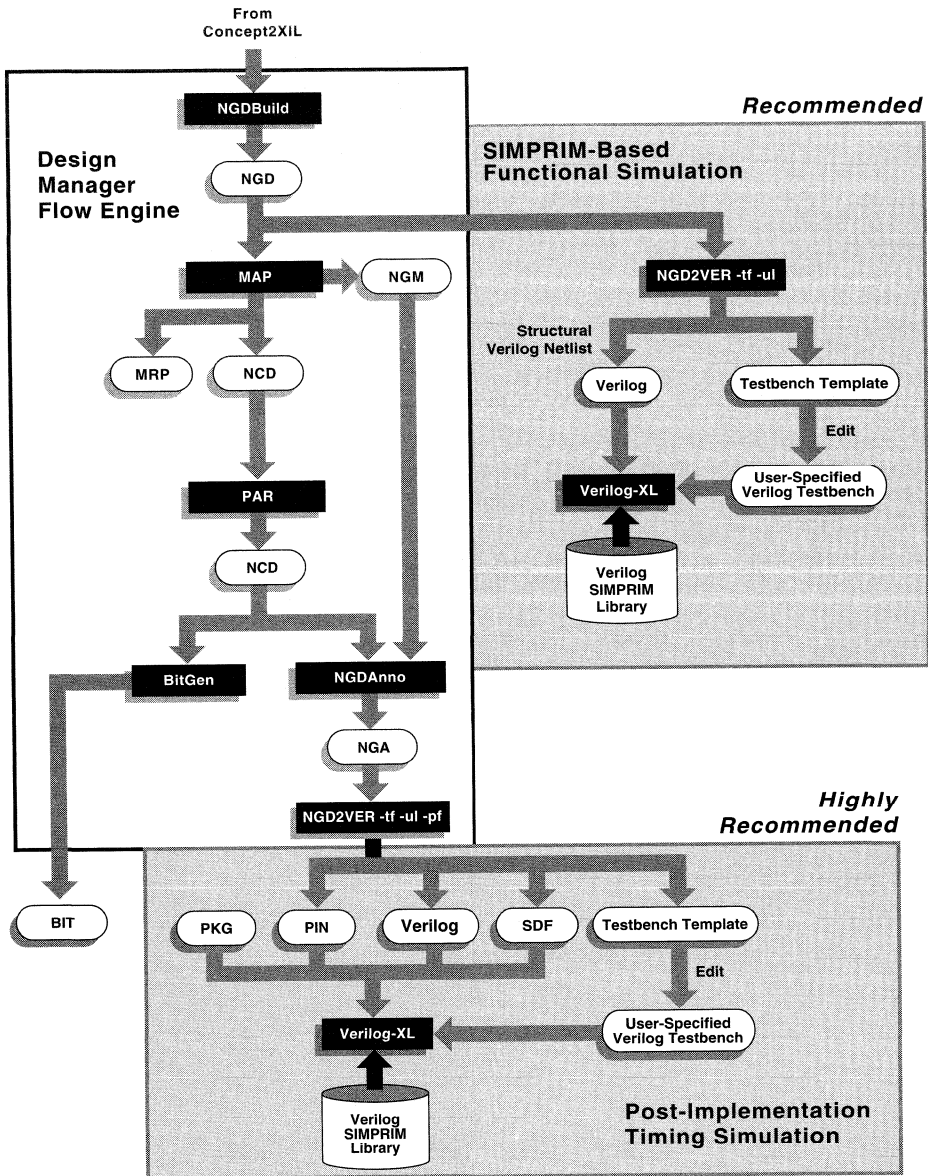 From
Concept2XIL
NGDBuild
Recommended
Design
Manager
Flow Engine
SIMPRIM-Based
Functional Simulation
NGD
MAP
NGM
NGD2VER -tf -ul
Structural
Verilog Netlist
MRP
NCD
Verilog
Testbench Template
Edit
PAR
Verilog-XL
User-Specified
Verilog Testbench
NCD
Verilog
SIMPRIM
Library
BitGen
NGDAnno
NGA
NGD2VER -tf -ul -pf
Highly
Recommended
BIT
PKG
PIN
Verilog
SDF
Testbench Template
Edit
Verilog-XL
User-Specified
Verilog Testbench
Verilog
SIMPRIM
Library
Post-Implementation
Timing Simulation